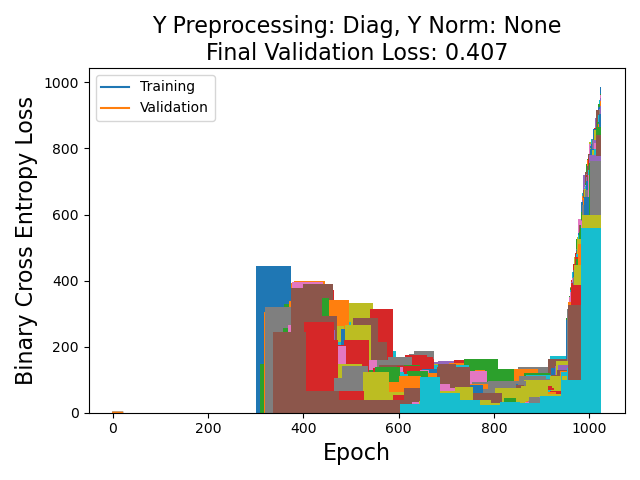 Y Preprocessing: Diag, Y Norm: None
Final Validation Loss: 0.407
Training
Validation
Binary Cross Entropy Loss
1000
800
600
400
200
0
0 200 400 600 800 1000
Epoch